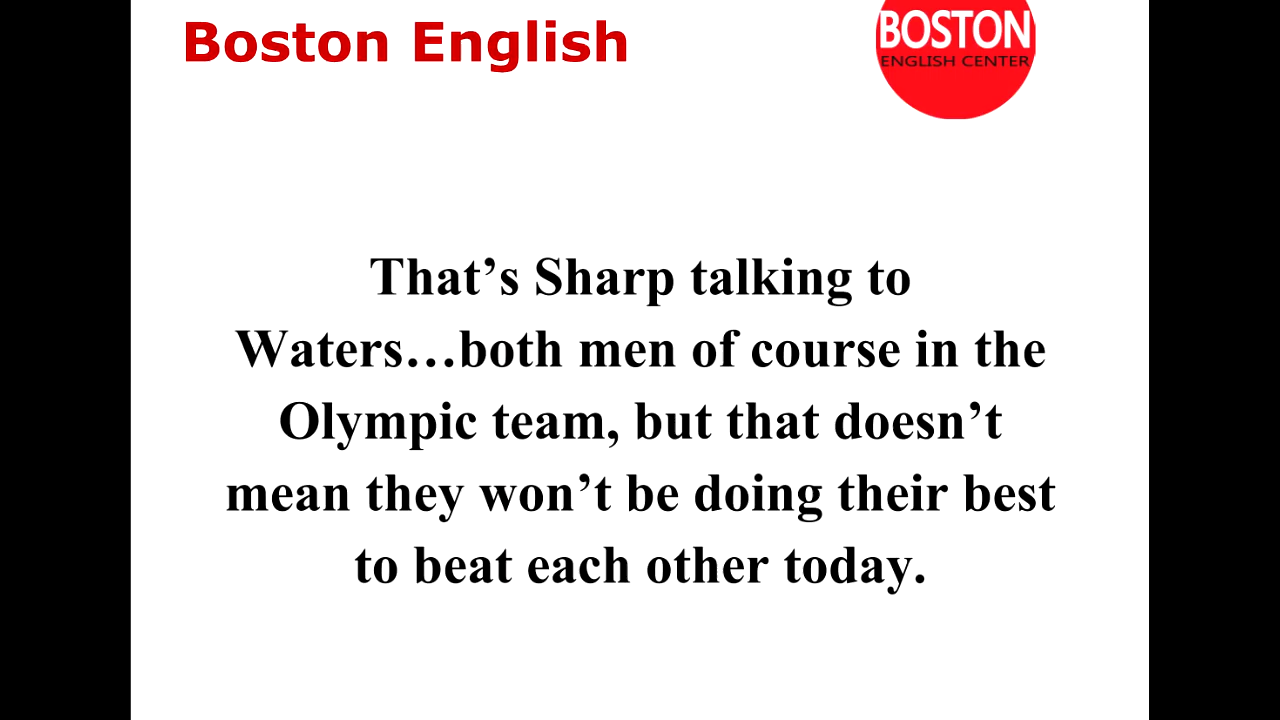 Boston English
BOSTON
ENGLISH CENTER
That’s Sharp talking to
Waters…both men of course in the
Olympic team, but that doesn’t
mean they won’t be doing their best
to beat each other today.